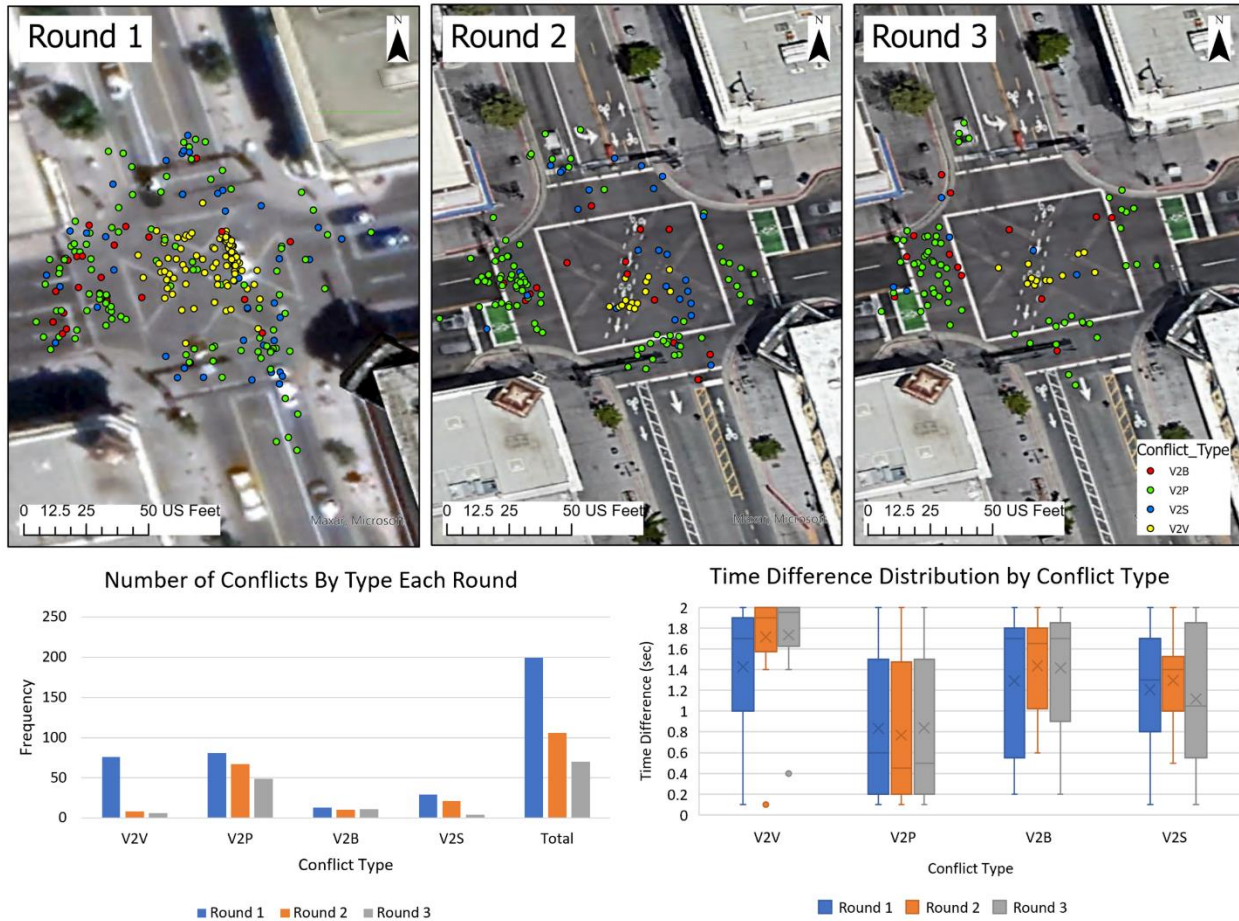 Round 1
N
0 12.5 25 50 US Feet
Maxar, Microsoft
Round 2
N
0 12.5 25 50 US Feet
Maxar, Microsoft
Round 3
N
0 12.5 25 50 US Feet
Conflict_Type
V2B
V2P
V2S
V2V
Number of Conflicts By Type Each Round
Frequency
250
200
150
100
50
0
V2V V2P V2B V2S Total
Conflict Type
Round 1 Round 2 Round 3
Time Difference Distribution by Conflict Type
Time Difference (sec)
2
1.8
1.6
1.4
1.2
1
0.8
0.6
0.4
0.2
0
V2V V2P V2B V2S
Conflict Type
Round 1 Round 2 Round 3